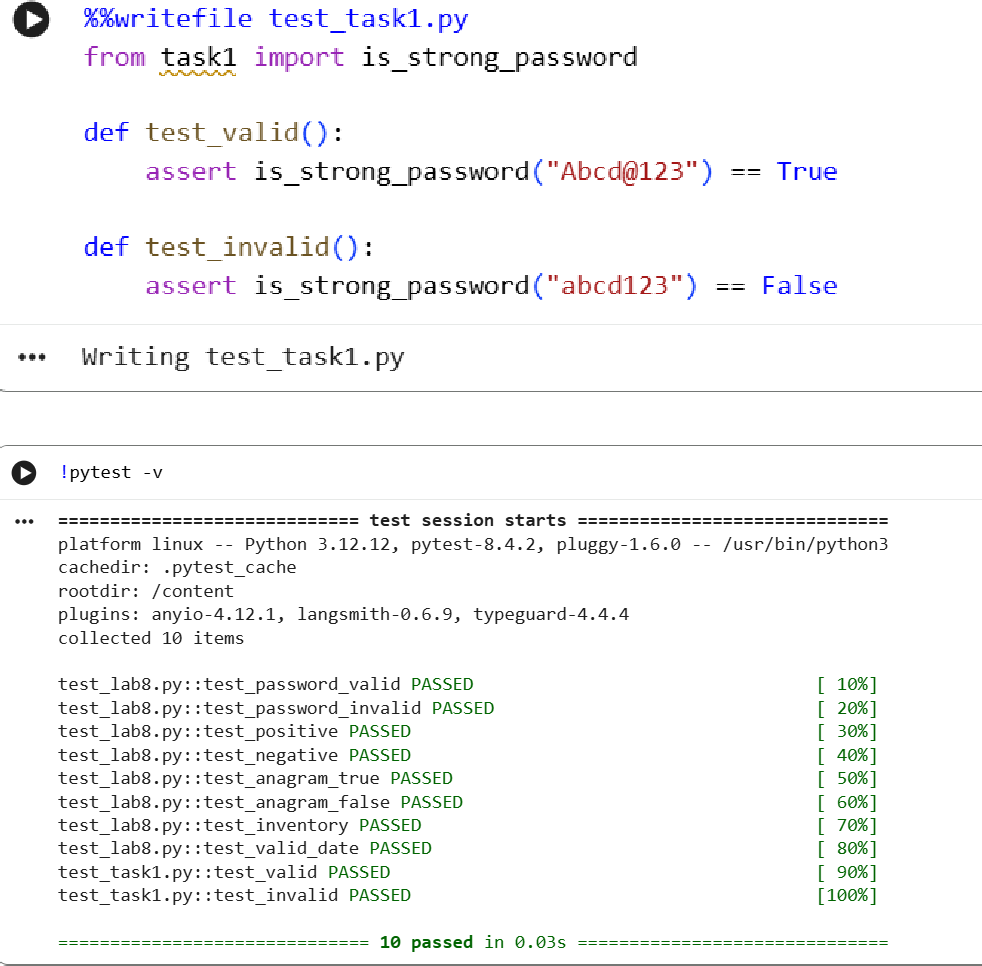 %%writefile test_task1.py
from task1 import is_strong_password
def test_valid():
    assert is_strong_password("Abcd@123") == True
def test_invalid():
    assert is_strong_password("abcd123") == False
Writing test_task1.py
!pytest -v
============================= test session starts ==============================
platform linux -- Python 3.12.12, pytest-8.4.2, pluggy-1.6.0 -- /usr/bin/python3
cachedir: .pytest_cache
rootdir: /content
plugins: anyio-4.12.1, langsmith-0.6.9, typeguard-4.4.4
collected 10 items
test_lab8.py::test_password_valid PASSED [ 10%]
test_lab8.py::test_password_invalid PASSED [ 20%]
test_lab8.py::test_positive PASSED [ 30%]
test_lab8.py::test_negative PASSED [ 40%]
test_lab8.py::test_anagram_true PASSED [ 50%]
test_lab8.py::test_anagram_false PASSED [ 60%]
test_lab8.py::test_inventory PASSED [ 70%]
test_lab8.py::test_valid_date PASSED [ 80%]
test_task1.py::test_valid PASSED [ 90%]
test_task1.py::test_invalid PASSED [100%]
============================== 10 passed in 0.03s ==============================